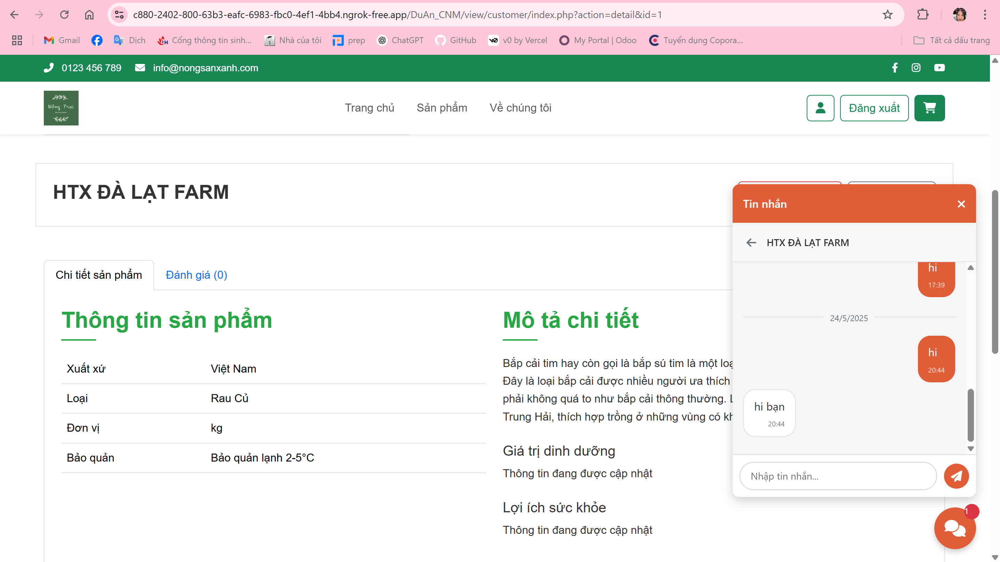 c880-2402-800-63b3-eafc-6983-fbc0-4ef1-4bb4.ngrok-free.app/DuAn_CNM/view/customer/index.php?action=detail&id=1
Gmail
Dịch
Cổng thông tin sinh...
Nhà của tôi
prep
ChatGPT
GitHub
v0 by Vercel
My Portal | Odoo
Tuyển dụng Copora...
Tất cả dấu trang
0123 456 789
info@nongsanxanh.com
Nông Trại
Trang chủ
Sản phẩm
Về chúng tôi
Đăng xuất
HTX ĐÀ LẠT FARM
Chi tiết sản phẩm
Đánh giá (0)
Thông tin sản phẩm
Xuất xứ Việt Nam
Loại Rau Củ
Đơn vị kg
Bảo quản Bảo quản lạnh 2-5°C
Mô tả chi tiết
Bắp cải tim hay còn gọi là bắp sú tim là một
Đây là loại bắp cải được nhiều người ưa thích
phải không quá to như bắp cải thông thường.
Trung Hải, thích hợp trồng ở những vùng có
Giá trị dinh dưỡng
Thông tin đang được cập nhật
Lợi ích sức khỏe
Thông tin đang được cập nhật
Tin nhắn
HTX ĐÀ LẠT FARM
hi
17:39
24/5/2025
hi
20:44
hi bạn
20:44
Nhập tin nhắn...
1